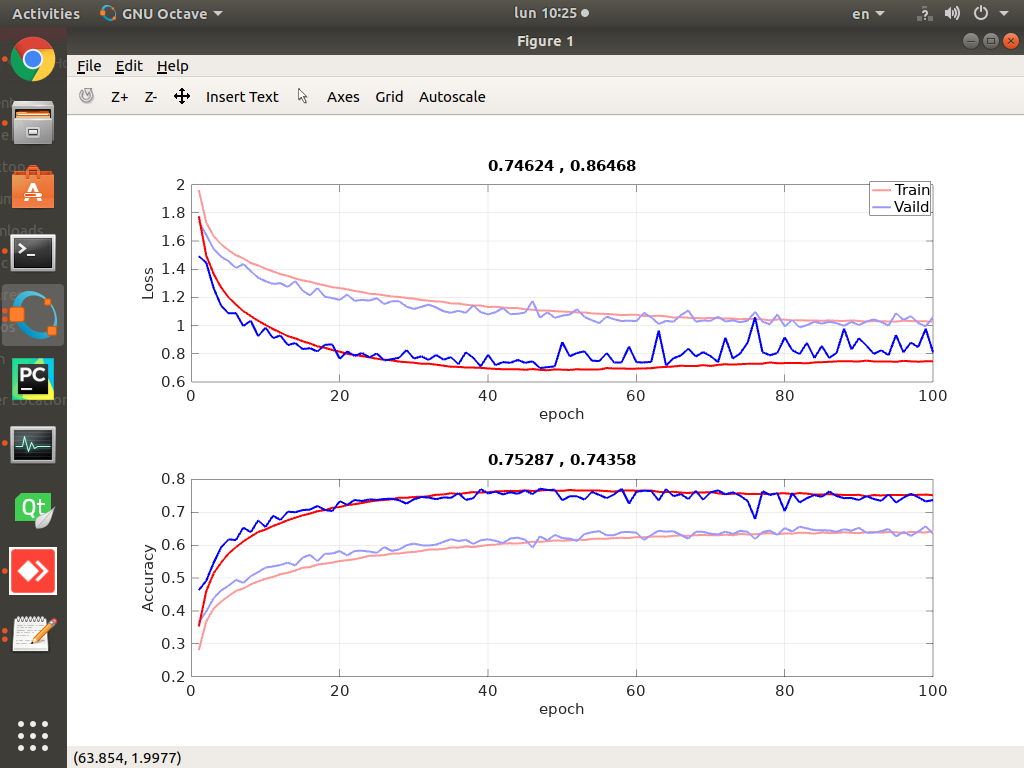 Activities GNU Octave lun 10:25 en
Figure 1
File Edit Help
Z+ Z- Insert Text Axes Grid Autoscale
0.74624 , 0.86468
Train
Vaild
2
1.8
1.6
1.4
1.2
1
0.8
0.6
Loss
0 20 40 60 80 100
epoch
0.75287 , 0.74358
0.8
0.7
0.6
0.5
0.4
0.3
0.2
Accuracy
0 20 40 60 80 100
epoch
PC
Qt
(63.854, 1.9977)